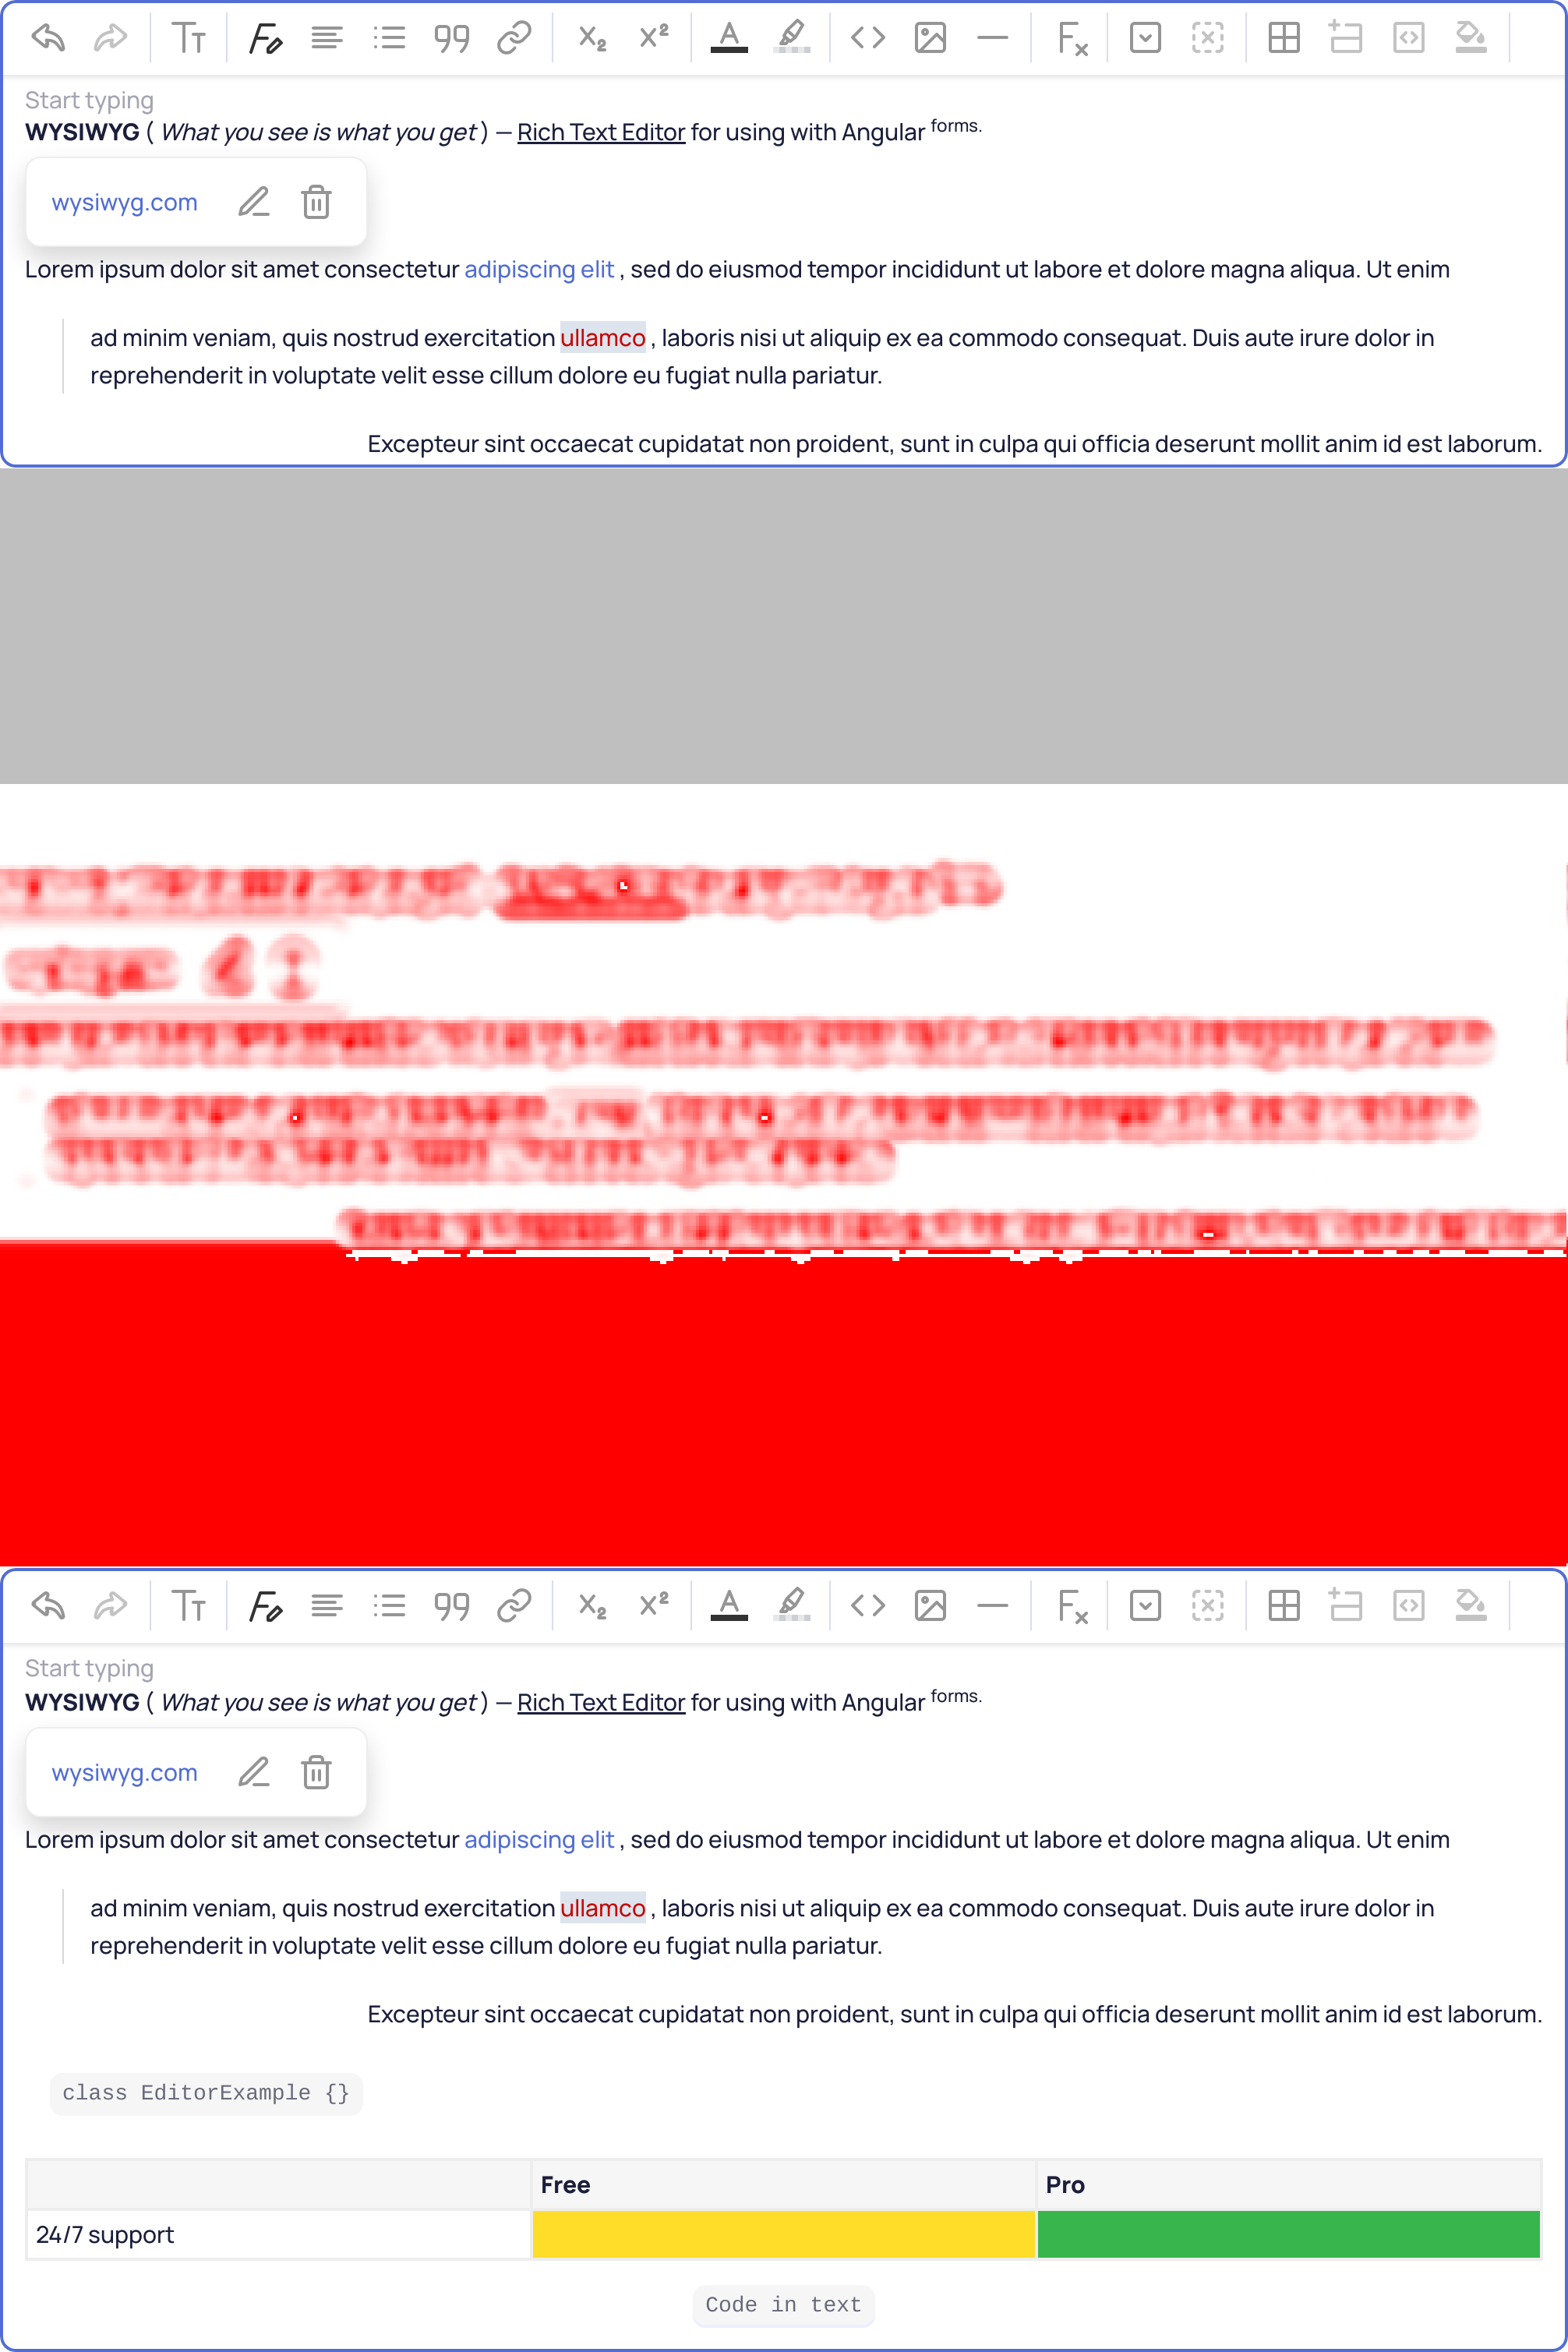 Start typing
WYSIWYG ( What you see is what you get ) — Rich Text Editor for using with Angular forms.
wysiwyg.com
Lorem ipsum dolor sit amet consectetur adipiscing elit , sed do eiusmod tempor incididunt ut labore et dolore magna aliqua. Ut enim
ad minim veniam, quis nostrud exercitation ullamco , laboris nisi ut aliquip ex ea commodo consequat. Duis aute irure dolor in
reprehenderit in voluptate velit esse cillum dolore eu fugiat nulla pariatur.
Excepteur sint occaecat cupidatat non proident, sunt in culpa qui officia deserunt mollit anim id est laborum.
Start typing
WYSIWYG ( What you see is what you get ) — Rich Text Editor for using with Angular forms.
wysiwyg.com
Lorem ipsum dolor sit amet consectetur adipiscing elit , sed do eiusmod tempor incididunt ut labore et dolore magna aliqua. Ut enim
ad minim veniam, quis nostrud exercitation ullamco , laboris nisi ut aliquip ex ea commodo consequat. Duis aute irure dolor in
reprehenderit in voluptate velit esse cillum dolore eu fugiat nulla pariatur.
Excepteur sint occaecat cupidatat non proident, sunt in culpa qui officia deserunt mollit anim id est laborum.
class EditorExample {}
Free Pro
24/7 support
Code in text